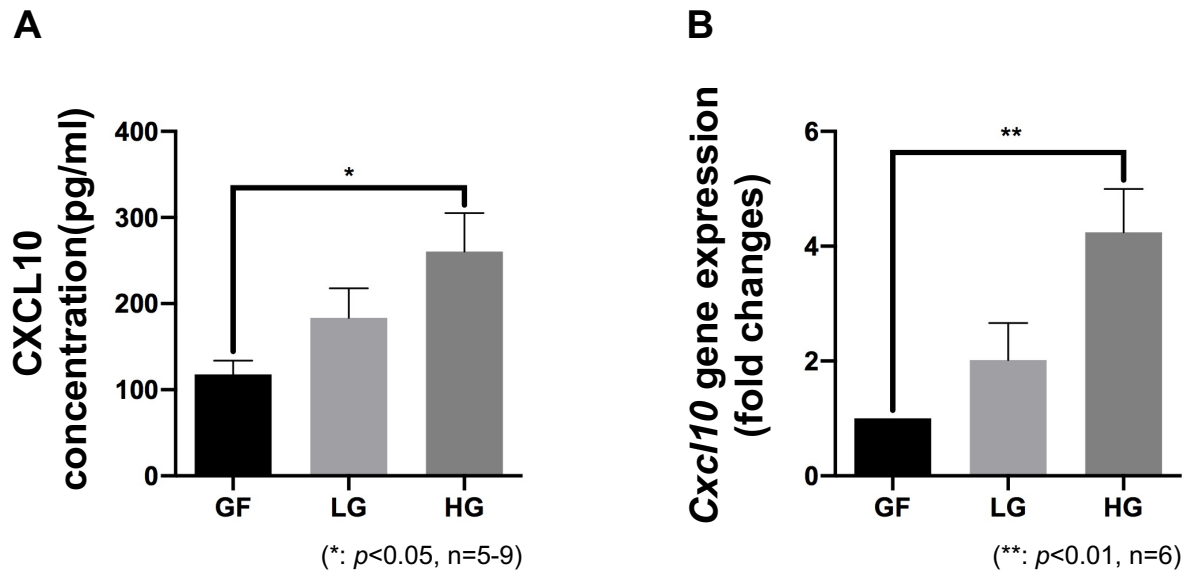 A
CXCL10
concentration(pg/ml)
400
300
200
100
0
*
GF
LG
HG
(*: p<0.05, n=5-9)
B
Cxcl10 gene expression
(fold changes)
6
4
2
0
**
GF
LG
HG
(**: p<0.01, n=6)